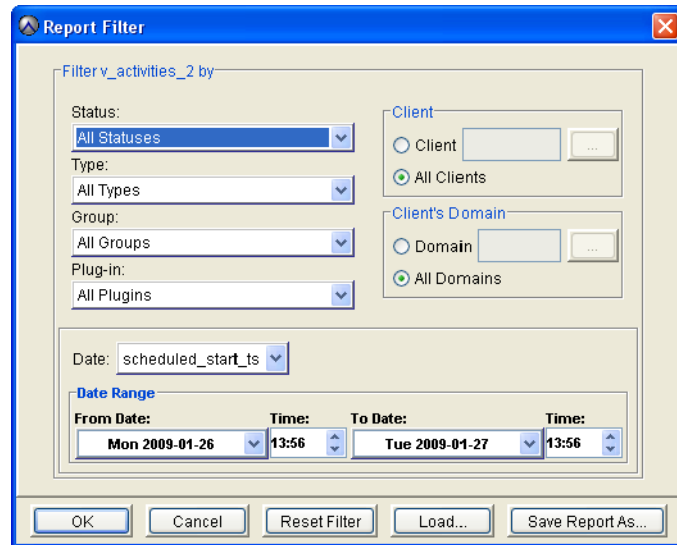 Report Filter
Filter v_activities_2 by
Status:
All Statuses
Type:
All Types
Group:
All Groups
Plug-in:
All Plugins
Client
Client ...
All Clients
Client's Domain
Domain ...
All Domains
Date: scheduled_start_ts
Date Range
From Date: Time: To Date: Time:
Mon 2009-01-26 13:56 Tue 2009-01-27 13:56
OK Cancel Reset Filter Load... Save Report As...